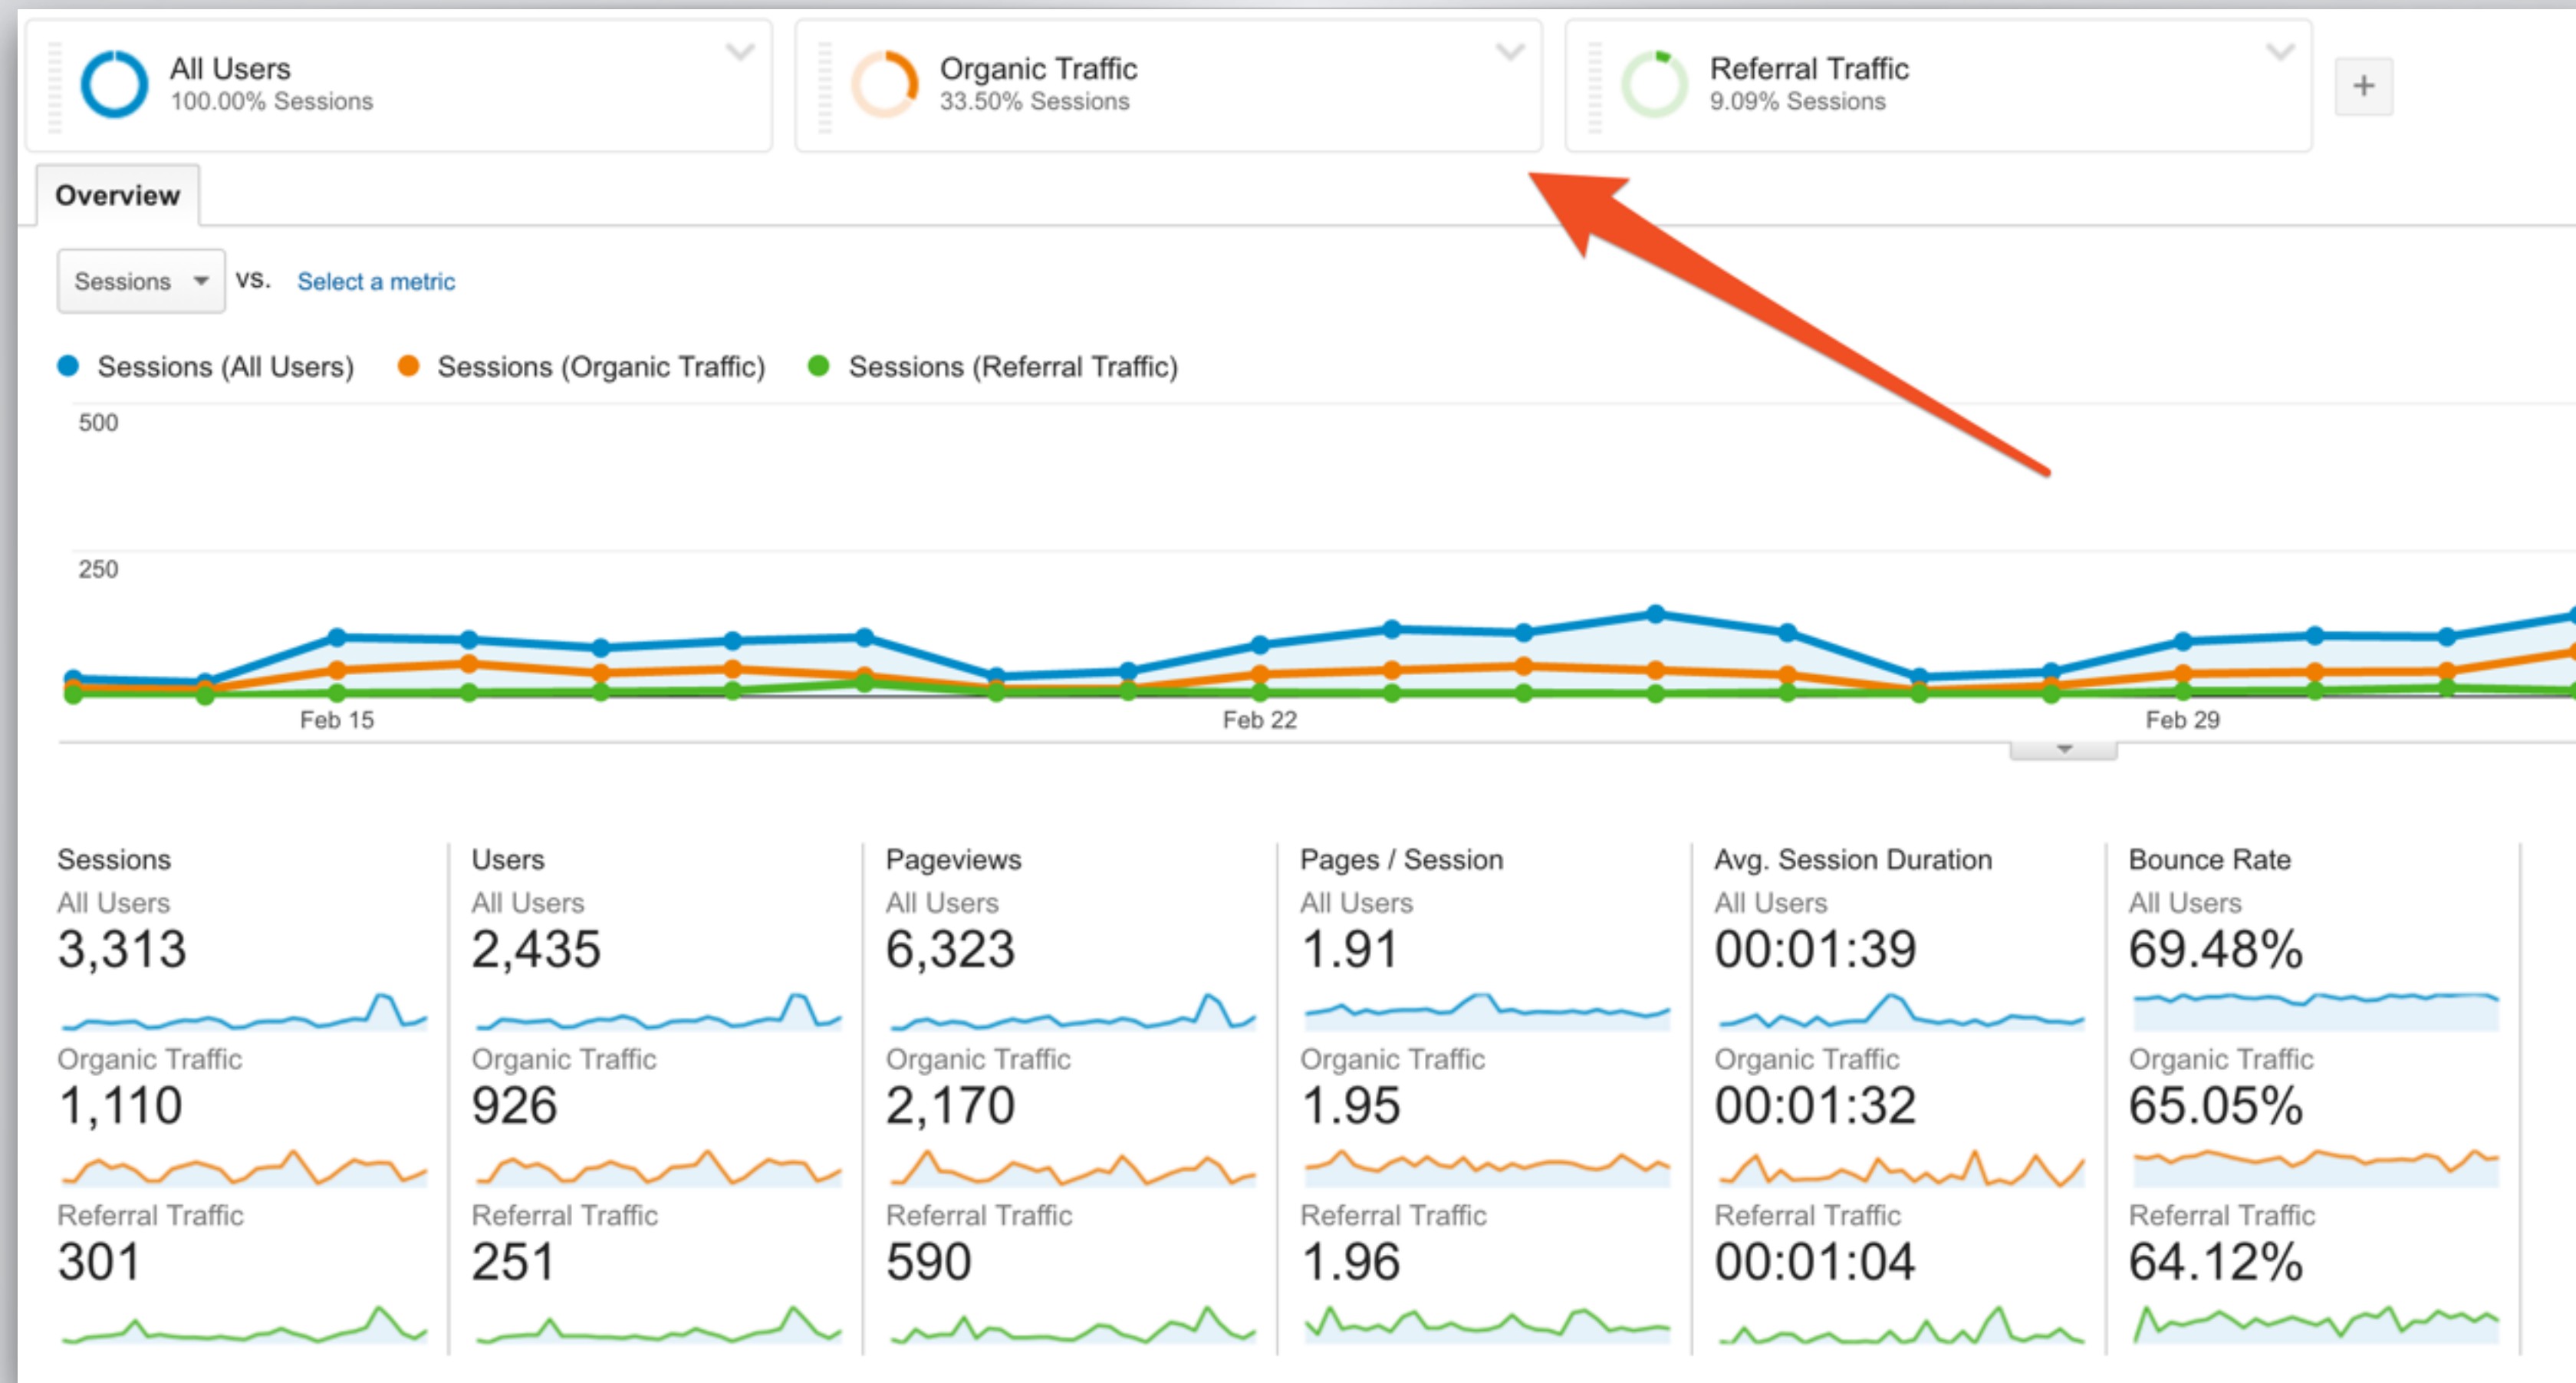 All Users
100.00% Sessions
Organic Traffic
33.50% Sessions
Referral Traffic
9.09% Sessions
+
Overview
Sessions vs. Select a metric
Sessions (All Users) Sessions (Organic Traffic) Sessions (Referral Traffic)
500
250
Feb 15 Feb 22 Feb 29
Sessions
All Users
3,313
Organic Traffic
1,110
Referral Traffic
301
Users
All Users
2,435
Organic Traffic
926
Referral Traffic
251
Pageviews
All Users
6,323
Organic Traffic
2,170
Referral Traffic
590
Pages / Session
All Users
1.91
Organic Traffic
1.95
Referral Traffic
1.96
Avg. Session Duration
All Users
00:01:39
Organic Traffic
00:01:32
Referral Traffic
00:01:04
Bounce Rate
All Users
69.48%
Organic Traffic
65.05%
Referral Traffic
64.12%